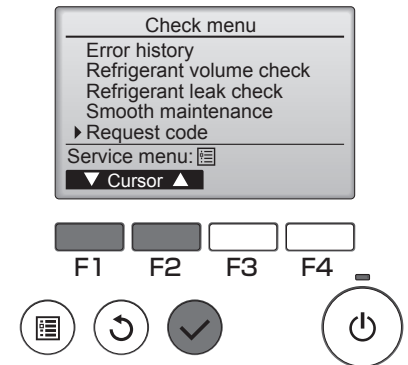 Check menu
Error history
Refrigerant volume check
Refrigerant leak check
Smooth maintenance
Request code
Service menu:
▼ Cursor ▲
F1 F2 F3 F4